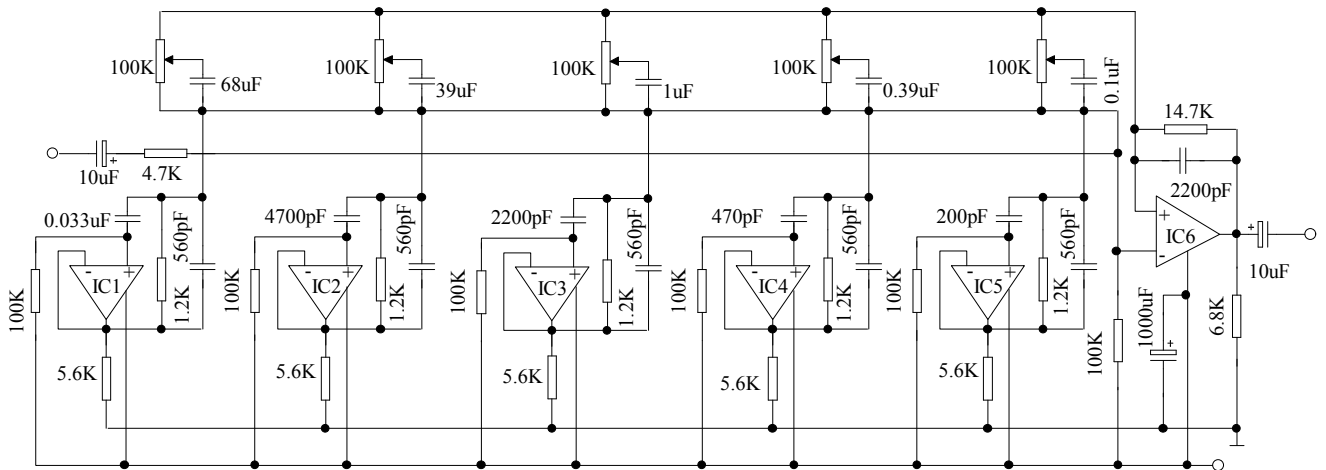 100K
68uF
100K
39uF
100K
1uF
100K
0.39uF
100K
0.1uF
14.7K
2200pF
10uF
+
4.7K
0.033uF
560pF
4700pF
560pF
2200pF
560pF
470pF
560pF
200pF
560pF
+
IC6
-
+
10uF
100K
- +
IC1
1.2K
100K
- +
IC2
1.2K
100K
- +
IC3
1.2K
100K
- +
IC4
1.2K
100K
- +
IC5
1.2K
100K
1000uF
+
6.8K
5.6K
5.6K
5.6K
5.6K
5.6K